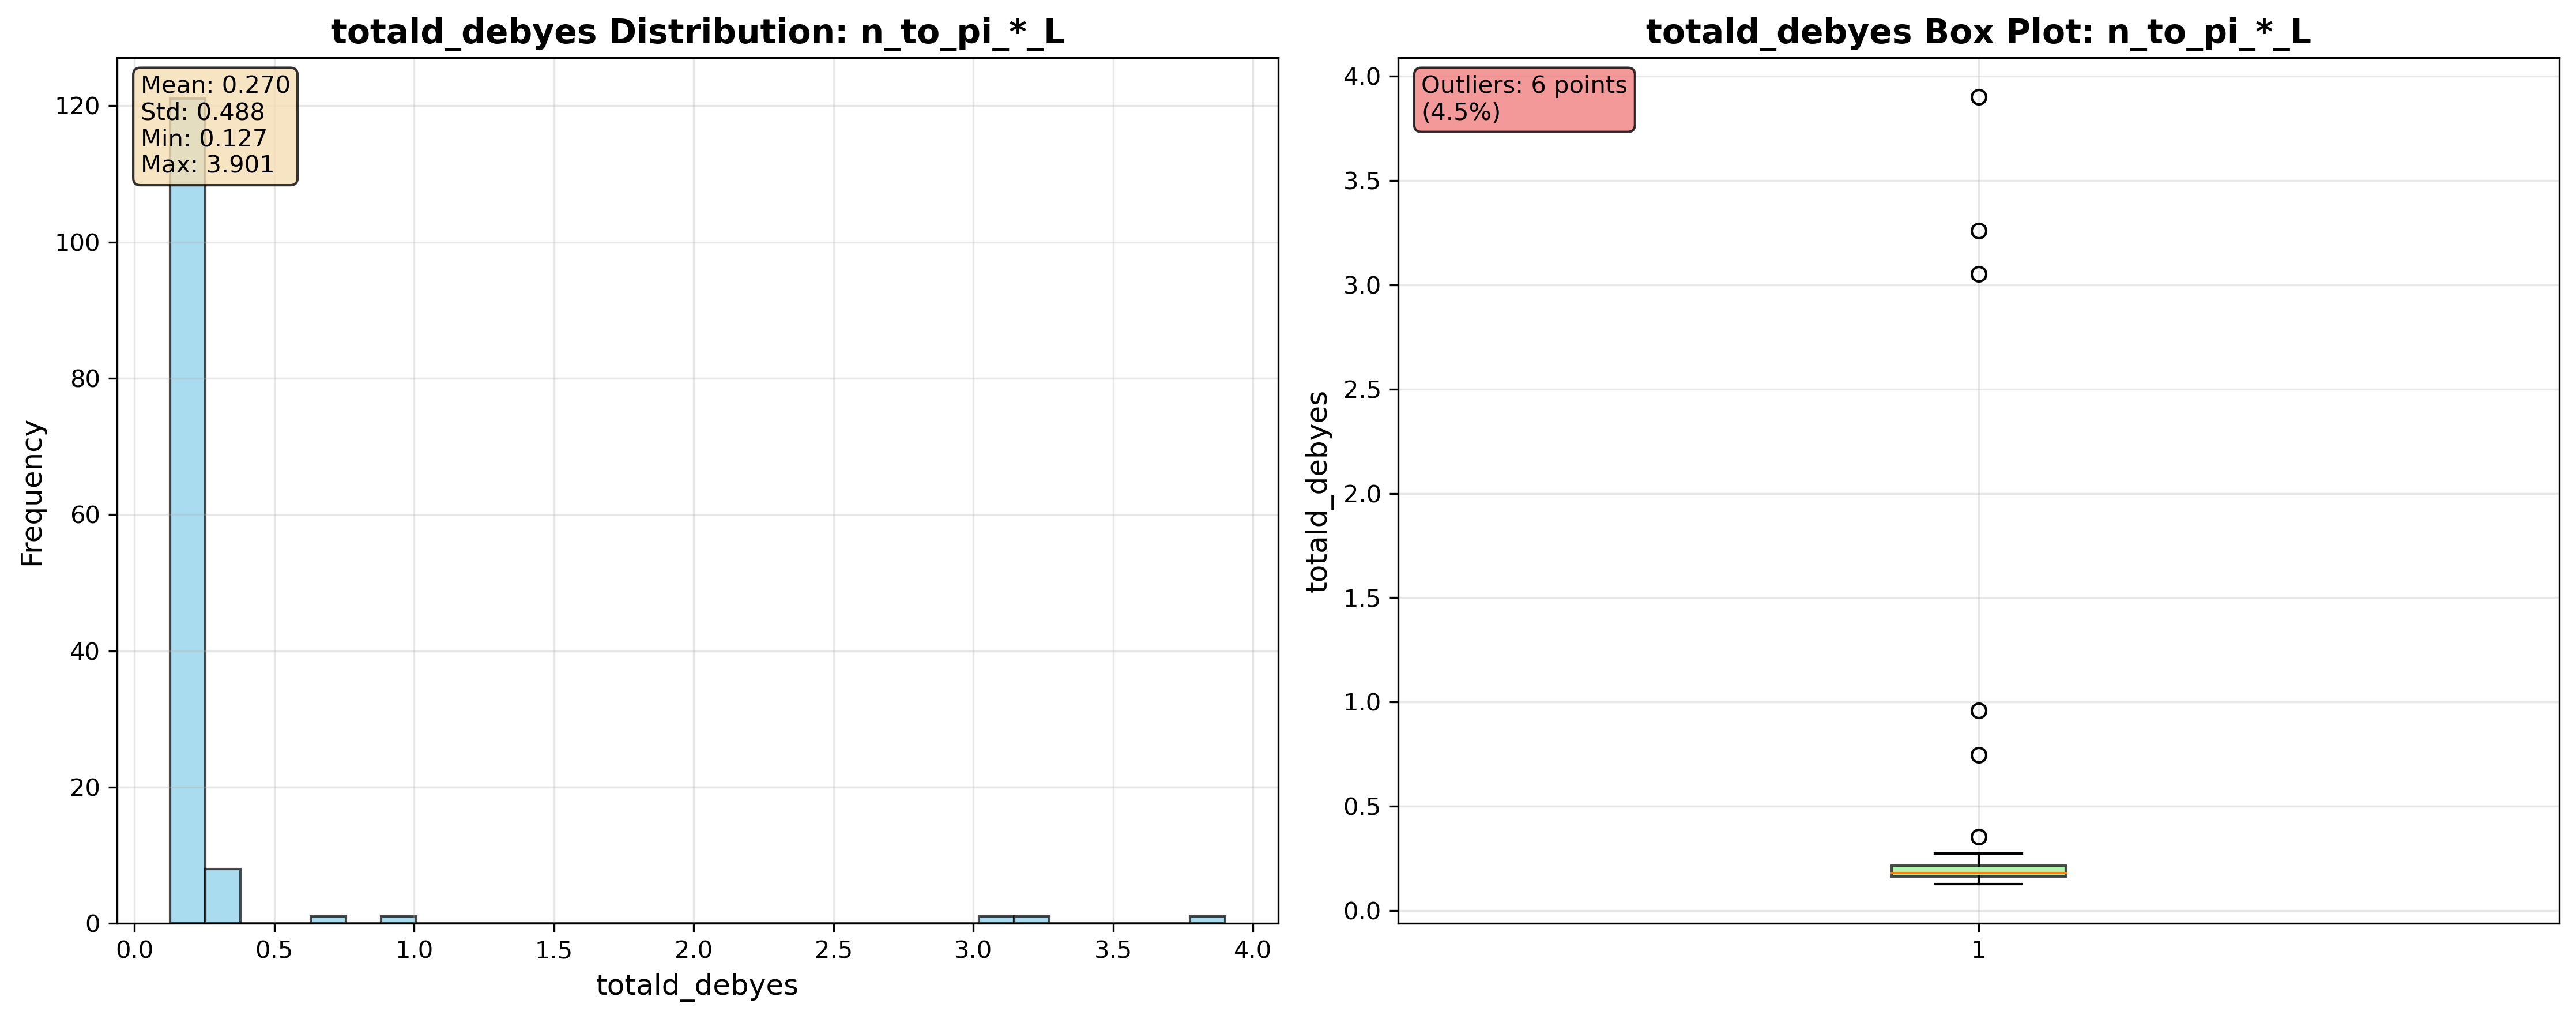 totald_debyes Distribution: n_to_pi_*_L
Mean: 0.270
Std: 0.488
Min: 0.127
Max: 3.901
Frequency
120
100
80
60
40
20
0
0.0 0.5 1.0 1.5 2.0 2.5 3.0 3.5 4.0
totald_debyes
totald_debyes Box Plot: n_to_pi_*_L
Outliers: 6 points
(4.5%)
totald_debyes
4.0
3.5
3.0
2.5
2.0
1.5
1.0
0.5
0.0
1